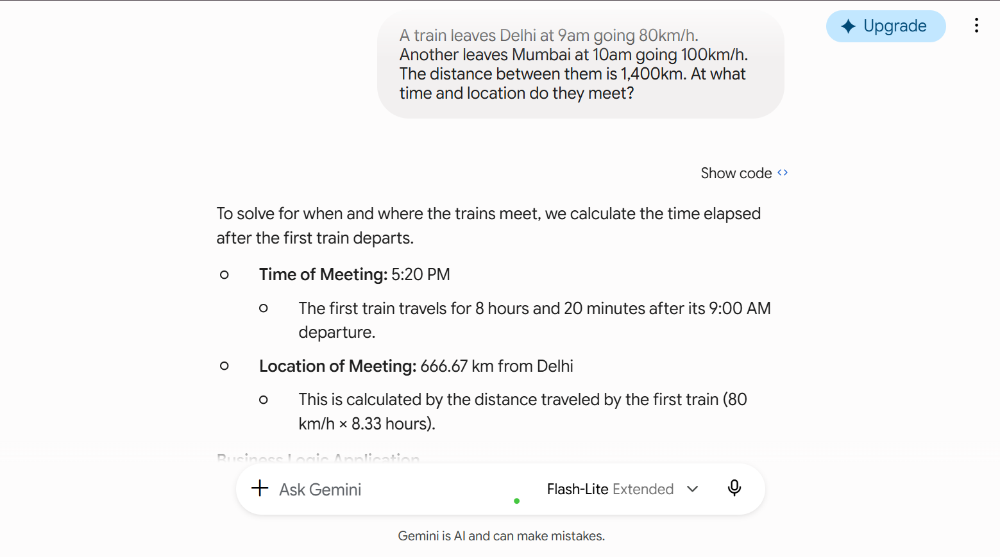 A train leaves Delhi at 9am going 80km/h.
Another leaves Mumbai at 10am going 100km/h.
The distance between them is 1,400km. At what
time and location do they meet?
Upgrade
Show code <>
To solve for when and where the trains meet, we calculate the time elapsed
after the first train departs.
Time of Meeting: 5:20 PM
The first train travels for 8 hours and 20 minutes after its 9:00 AM
departure.
Location of Meeting: 666.67 km from Delhi
This is calculated by the distance traveled by the first train (80
km/h × 8.33 hours).
Business Logic Application
Ask Gemini
Flash-Lite Extended
Gemini is AI and can make mistakes.